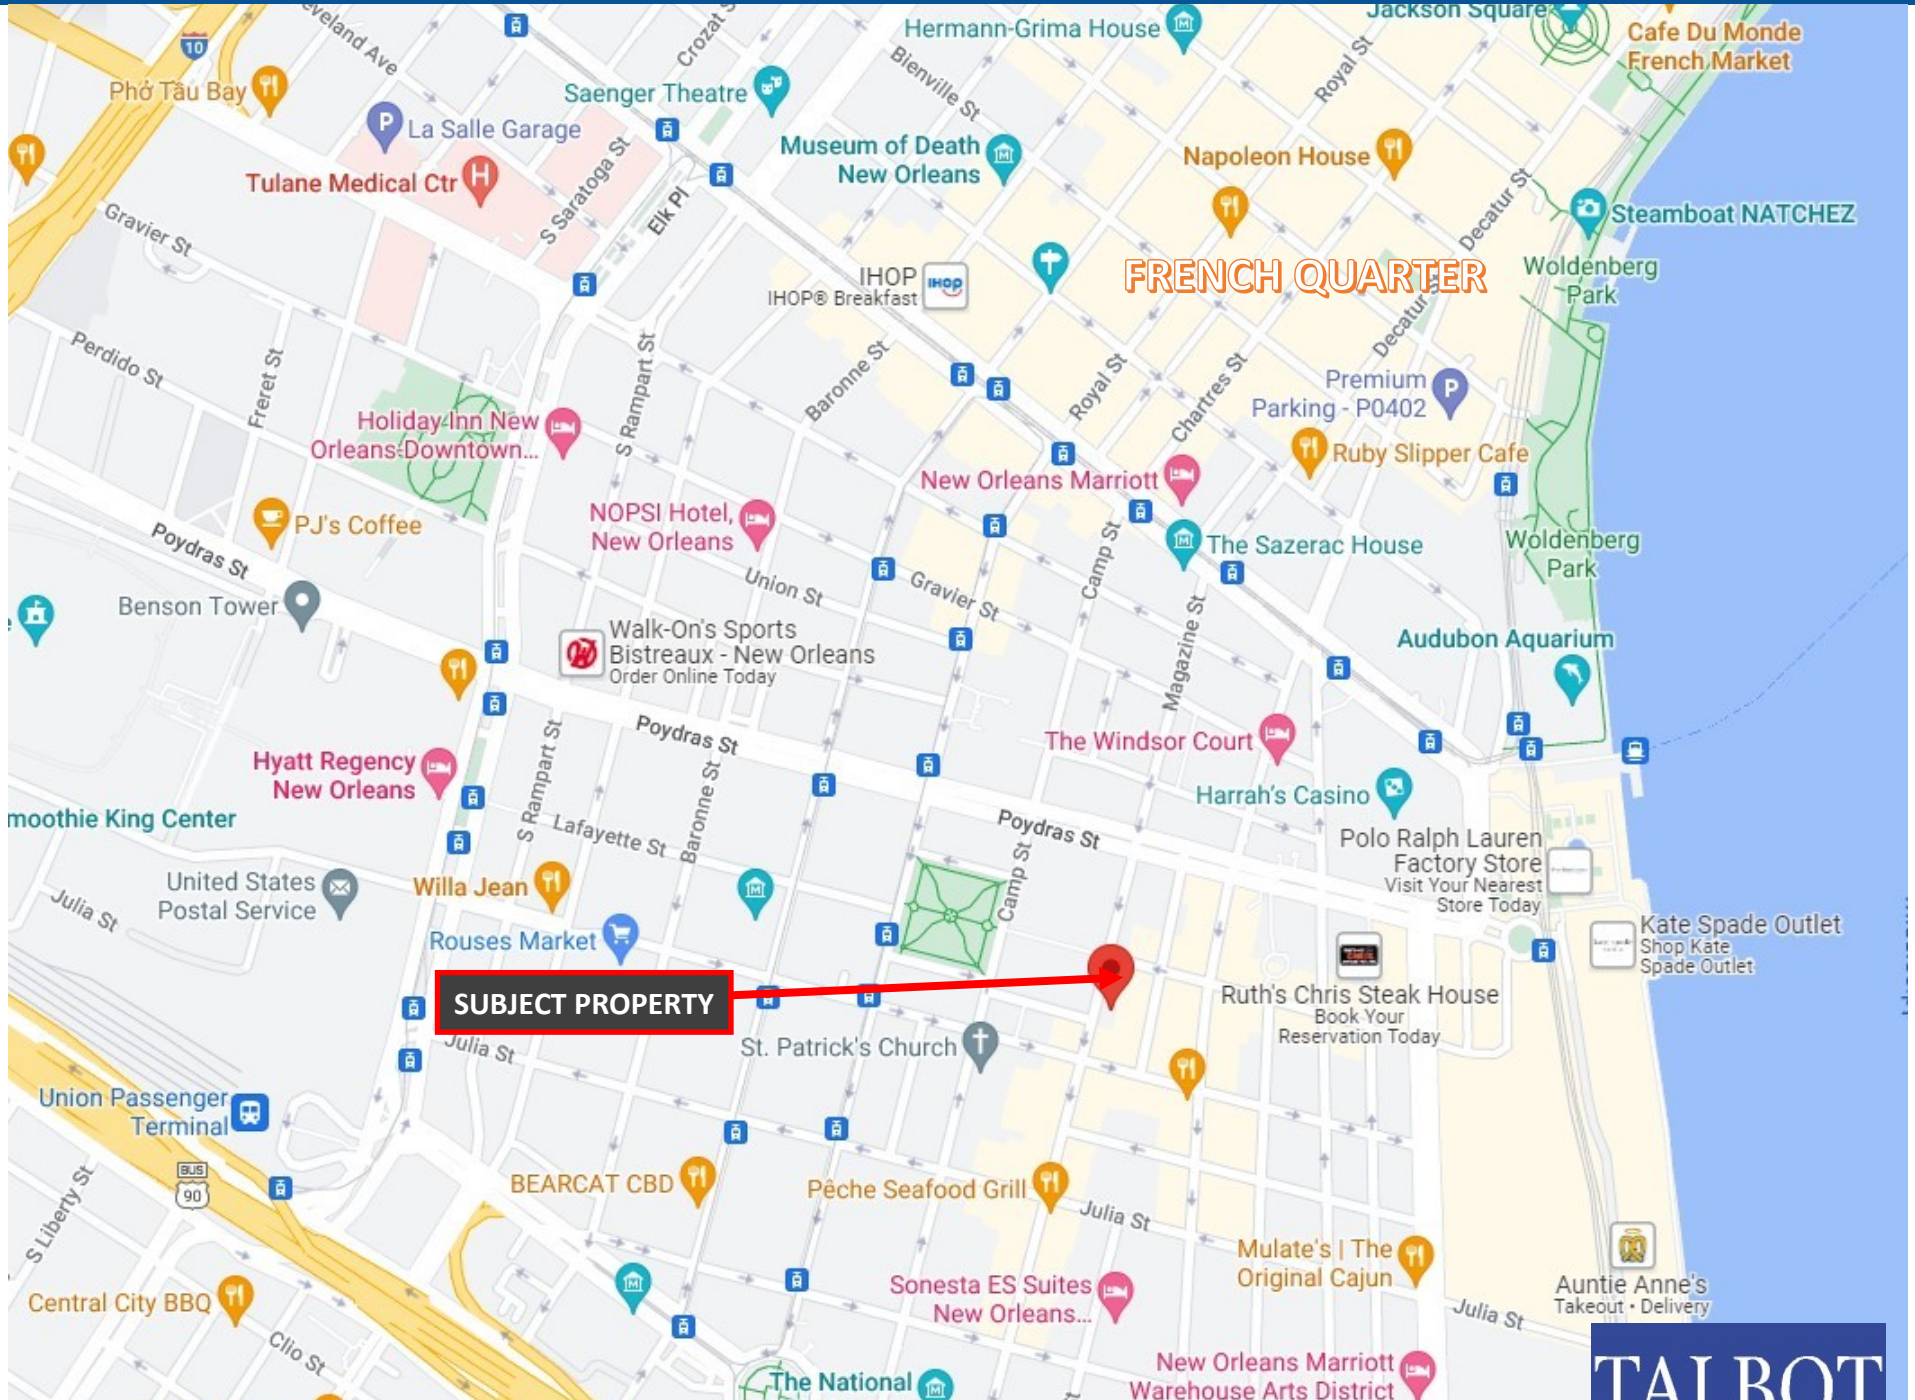 Jackson Square
Hermann-Grima House
Cafe Du Monde
French Market
eveland Ave
Crozat S
Royal St
10
Bienville St
Phở Tàu Bay
Saenger Theatre
P
La Salle Garage
Museum of Death
New Orleans
Napoleon House
S Saratoga St
Tulane Medical Ctr
H
Elk Pl
Decatur St
Steamboat NATCHEZ
Gravier St
IHOP
IHOP® Breakfast
IHOP
FRENCH QUARTER
Woldenberg
Park
Decatur St
Perdido St
Freret St
S Rampart St
Baronne St
Royal St
Chartres St
Premium
Parking - P0402
P
Holiday Inn New
Orleans-Downtown...
Ruby Slipper Cafe
New Orleans Marriott
NOPSI Hotel,
New Orleans
PJ's Coffee
Poydras St
Camp St
The Sazerac House
Woldenberg
Park
Union St
Gravier St
Benson Tower
Walk-On's Sports
Bistreaux - New Orleans
Order Online Today
Magazine St
Audubon Aquarium
Poydras St
The Windsor Court
Hyatt Regency
New Orleans
S Rampart St
Baronne St
Harrah's Casino
moothie King Center
Lafayette St
Poydras St
Polo Ralph Lauren
Factory Store
Visit Your Nearest
Store Today
Camp St
United States
Postal Service
Willa Jean
Julia St
Rouses Market
Kate Spade Outlet
Shop Kate
Spade Outlet
SUBJECT PROPERTY
Ruth's Chris Steak House
Book Your
Reservation Today
Julia St
St. Patrick's Church
Union Passenger
Terminal
BUS
90
S Liberty St
BEARCAT CBD
Pêche Seafood Grill
Julia St
Mulate's | The
Original Cajun
Central City BBQ
Sonesta ES Suites
New Orleans...
Auntie Anne's
Takeout • Delivery
Julia St
Clio St
The National
New Orleans Marriott
Warehouse Arts District
TALBOT